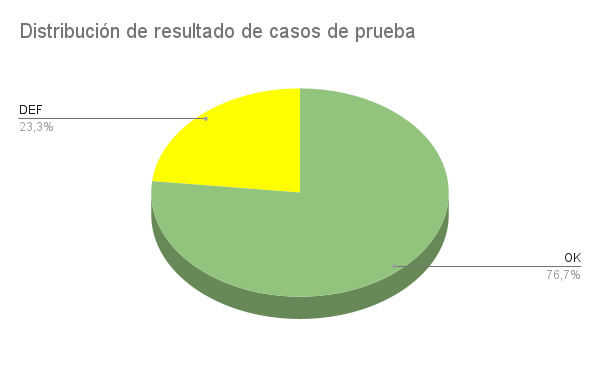 Distribución de resultado de casos de prueba
DEF
23,3%
OK
76,7%